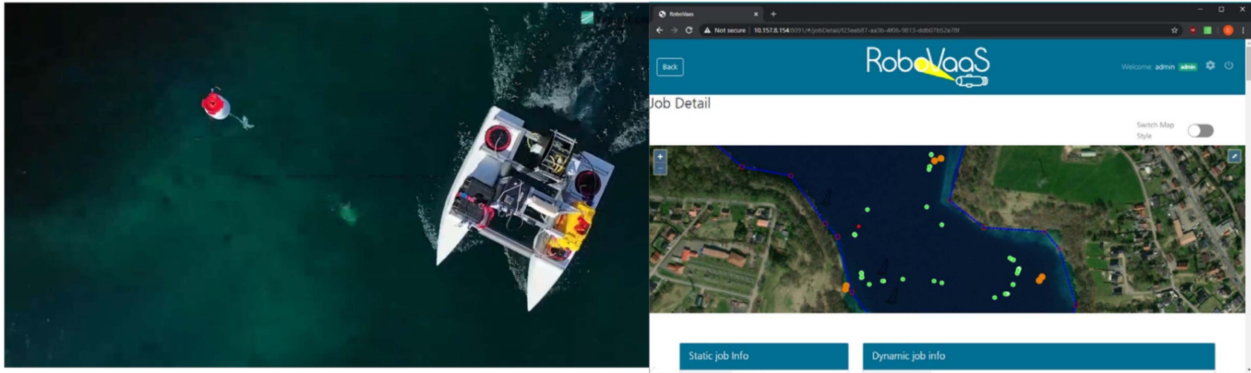 RoboVaas
Not secure
10.157.8.154
Back
RoboVaaS
Welcome: admin admin
Job Detail
Switch Map
Style
Static job Info
Dynamic job info